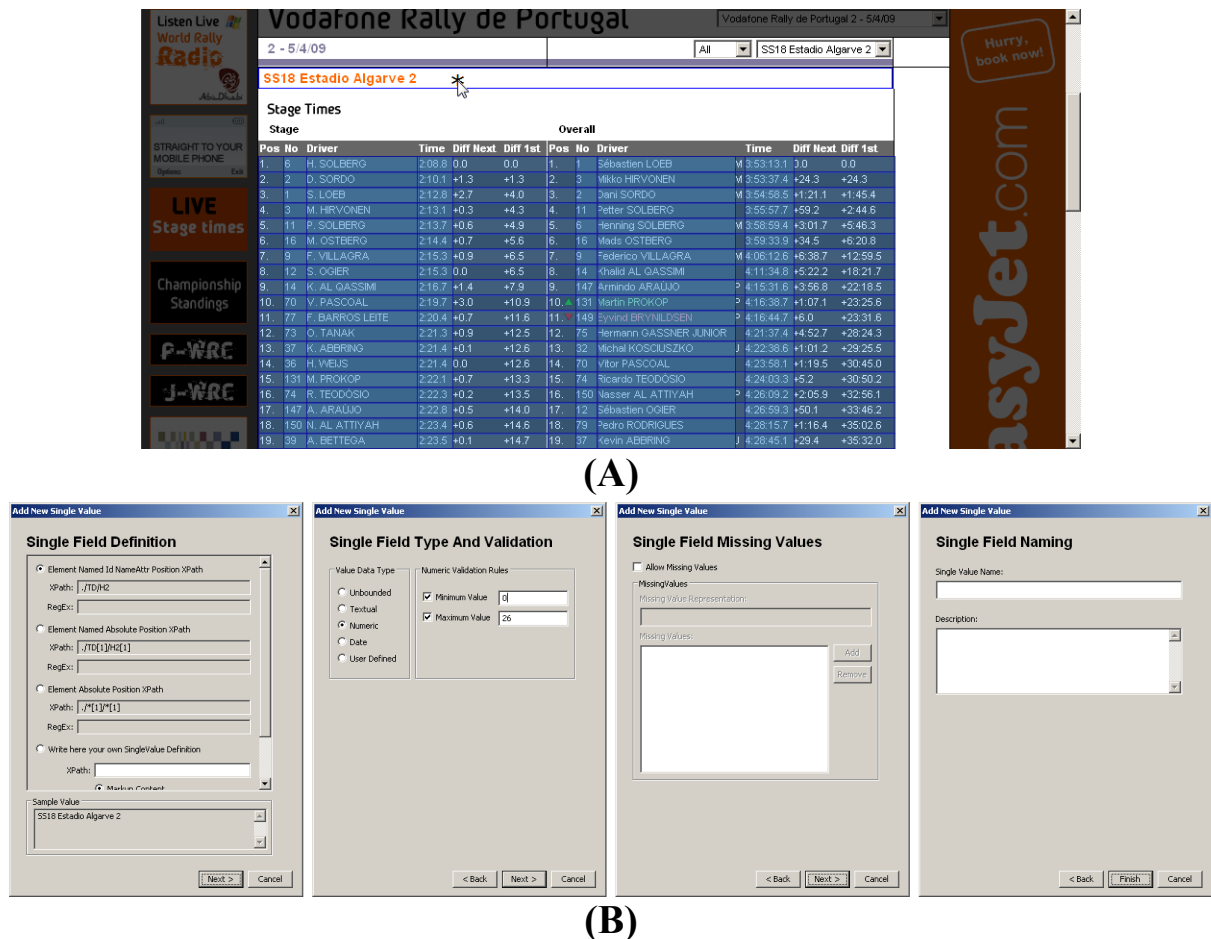 Listen Live
World Rally
Radio
Abu Dhabi
STRAIGHT TO YOUR
MOBILE PHONE
Options Exit
LIVE
Stage times
Championship
Standings
P-WRC
J-WRC
Vodafone Rally de Portugal
Vodafone Rally de Portugal 2 - 5/4/09
2 - 5/4/09
All
SS18 Estadio Algarve 2
SS18 Estadio Algarve 2
Stage Times
Stage Overall
Pos No Driver Time Diff Next Diff 1st Pos No Driver Time Diff Next Diff 1st
1. 6 H. SOLBERG 2:08.8 0.0 0.0 1. 1 Sébastien LOEB M 3:53:13.1 0.0 0.0
2. 2 D. SORDO 2:10.1 +1.3 +1.3 2. 3 Mikko HIRVONEN M 3:53:37.4 +24.3 +24.3
3. 1 S. LOEB 2:12.8 +2.7 +4.0 3. 2 Dani SORDO M 3:54:58.5 +1:21.1 +1:45.4
4. 3 M. HIRVONEN 2:13.1 +0.3 +4.3 4. 11 Petter SOLBERG 3:55:57.7 +59.2 +2:44.6
5. 11 P. SOLBERG 2:13.7 +0.6 +4.9 5. 6 Henning SOLBERG M 3:58:59.4 +3:01.7 +5:46.3
6. 16 M. OSTBERG 2:14.4 +0.7 +5.6 6. 16 Mads OSTBERG 3:59:33.9 +34.5 +6:20.8
7. 9 F. VILLAGRA 2:15.3 +0.9 +6.5 7. 9 Federico VILLAGRA M 4:06:12.6 +6:38.7 +12:59.5
8. 12 S. OGIER 2:15.3 0.0 +6.5 8. 14 Khalid AL QASSIMI 4:11:34.8 +5:22.2 +18:21.7
9. 14 K. AL QASSIMI 2:16.7 +1.4 +7.9 9. 147 Armindo ARAÚJO P 4:15:31.6 +3:56.8 +22:18.5
10. 70 V. PASCOAL 2:19.7 +3.0 +10.9 10. 131 Martin PROKOP P 4:16:38.7 +1:07.1 +23:25.6
11. 77 F. BARROS LEITE 2:20.4 +0.7 +11.6 11. 149 Eyvind BRYNILDSEN P 4:16:44.7 +6.0 +23:31.6
12. 73 O. TANAK 2:21.3 +0.9 +12.5 12. 75 Hermann GASSNER JUNIOR 4:21:37.4 +4:52.7 +28:24.3
13. 37 K. ABBRING 2:21.4 +0.1 +12.6 13. 32 Michal KOSCIUSZKO J 4:22:38.6 +1:01.2 +29:25.5
14. 36 H. WEIJS 2:21.4 0.0 +12.6 14. 70 Vitor PASCOAL 4:23:58.1 +1:19.5 +30:45.0
15. 131 M. PROKOP 2:22.1 +0.7 +13.3 15. 74 Ricardo TEODÓSIO 4:24:03.3 +5.2 +30:50.2
16. 74 R. TEODÓSIO 2:22.3 +0.2 +13.5 16. 150 Nasser AL ATTIYAH P 4:26:09.2 +2:05.9 +32:56.1
17. 147 A. ARAÚJO 2:22.8 +0.5 +14.0 17. 12 Sébastien OGIER 4:26:59.3 +50.1 +33:46.2
18. 150 N. AL ATTIYAH 2:23.4 +0.6 +14.6 18. 79 Pedro RODRIGUES 4:28:15.7 +1:16.4 +35:02.6
19. 39 A. BETTEGA 2:23.5 +0.1 +14.7 19. 37 Kevin ABBRING J 4:28:45.1 +29.4 +35:32.0
Hurry,
book now!
asyJet.com
(A)
Add New Single Value
Single Field Definition
Element Named Id NameAttr Position XPath
XPath: ./TD/H2
RegEx:
Element Named Absolute Position XPath
XPath: ./TD[1]/H2[1]
RegEx:
Element Absolute Position XPath
XPath: ./*[1]/*[1]
RegEx:
Write here your own SingleValue Definition
XPath:
Markup Content
Sample Value
SS18 Estadio Algarve 2
Next > Cancel
Add New Single Value
Single Field Type And Validation
Value Data Type
Unbounded
Textual
Numeric
Date
User Defined
Numeric Validation Rules
Minimum Value 0
Maximum Value 26
< Back Next > Cancel
Add New Single Value
Single Field Missing Values
Allow Missing Values
MissingValues
Missing Value Representation:
Missing Values:
Add
Remove
< Back Next > Cancel
Add New Single Value
Single Field Naming
Single Value Name:
Description:
< Back Finish Cancel
(B)